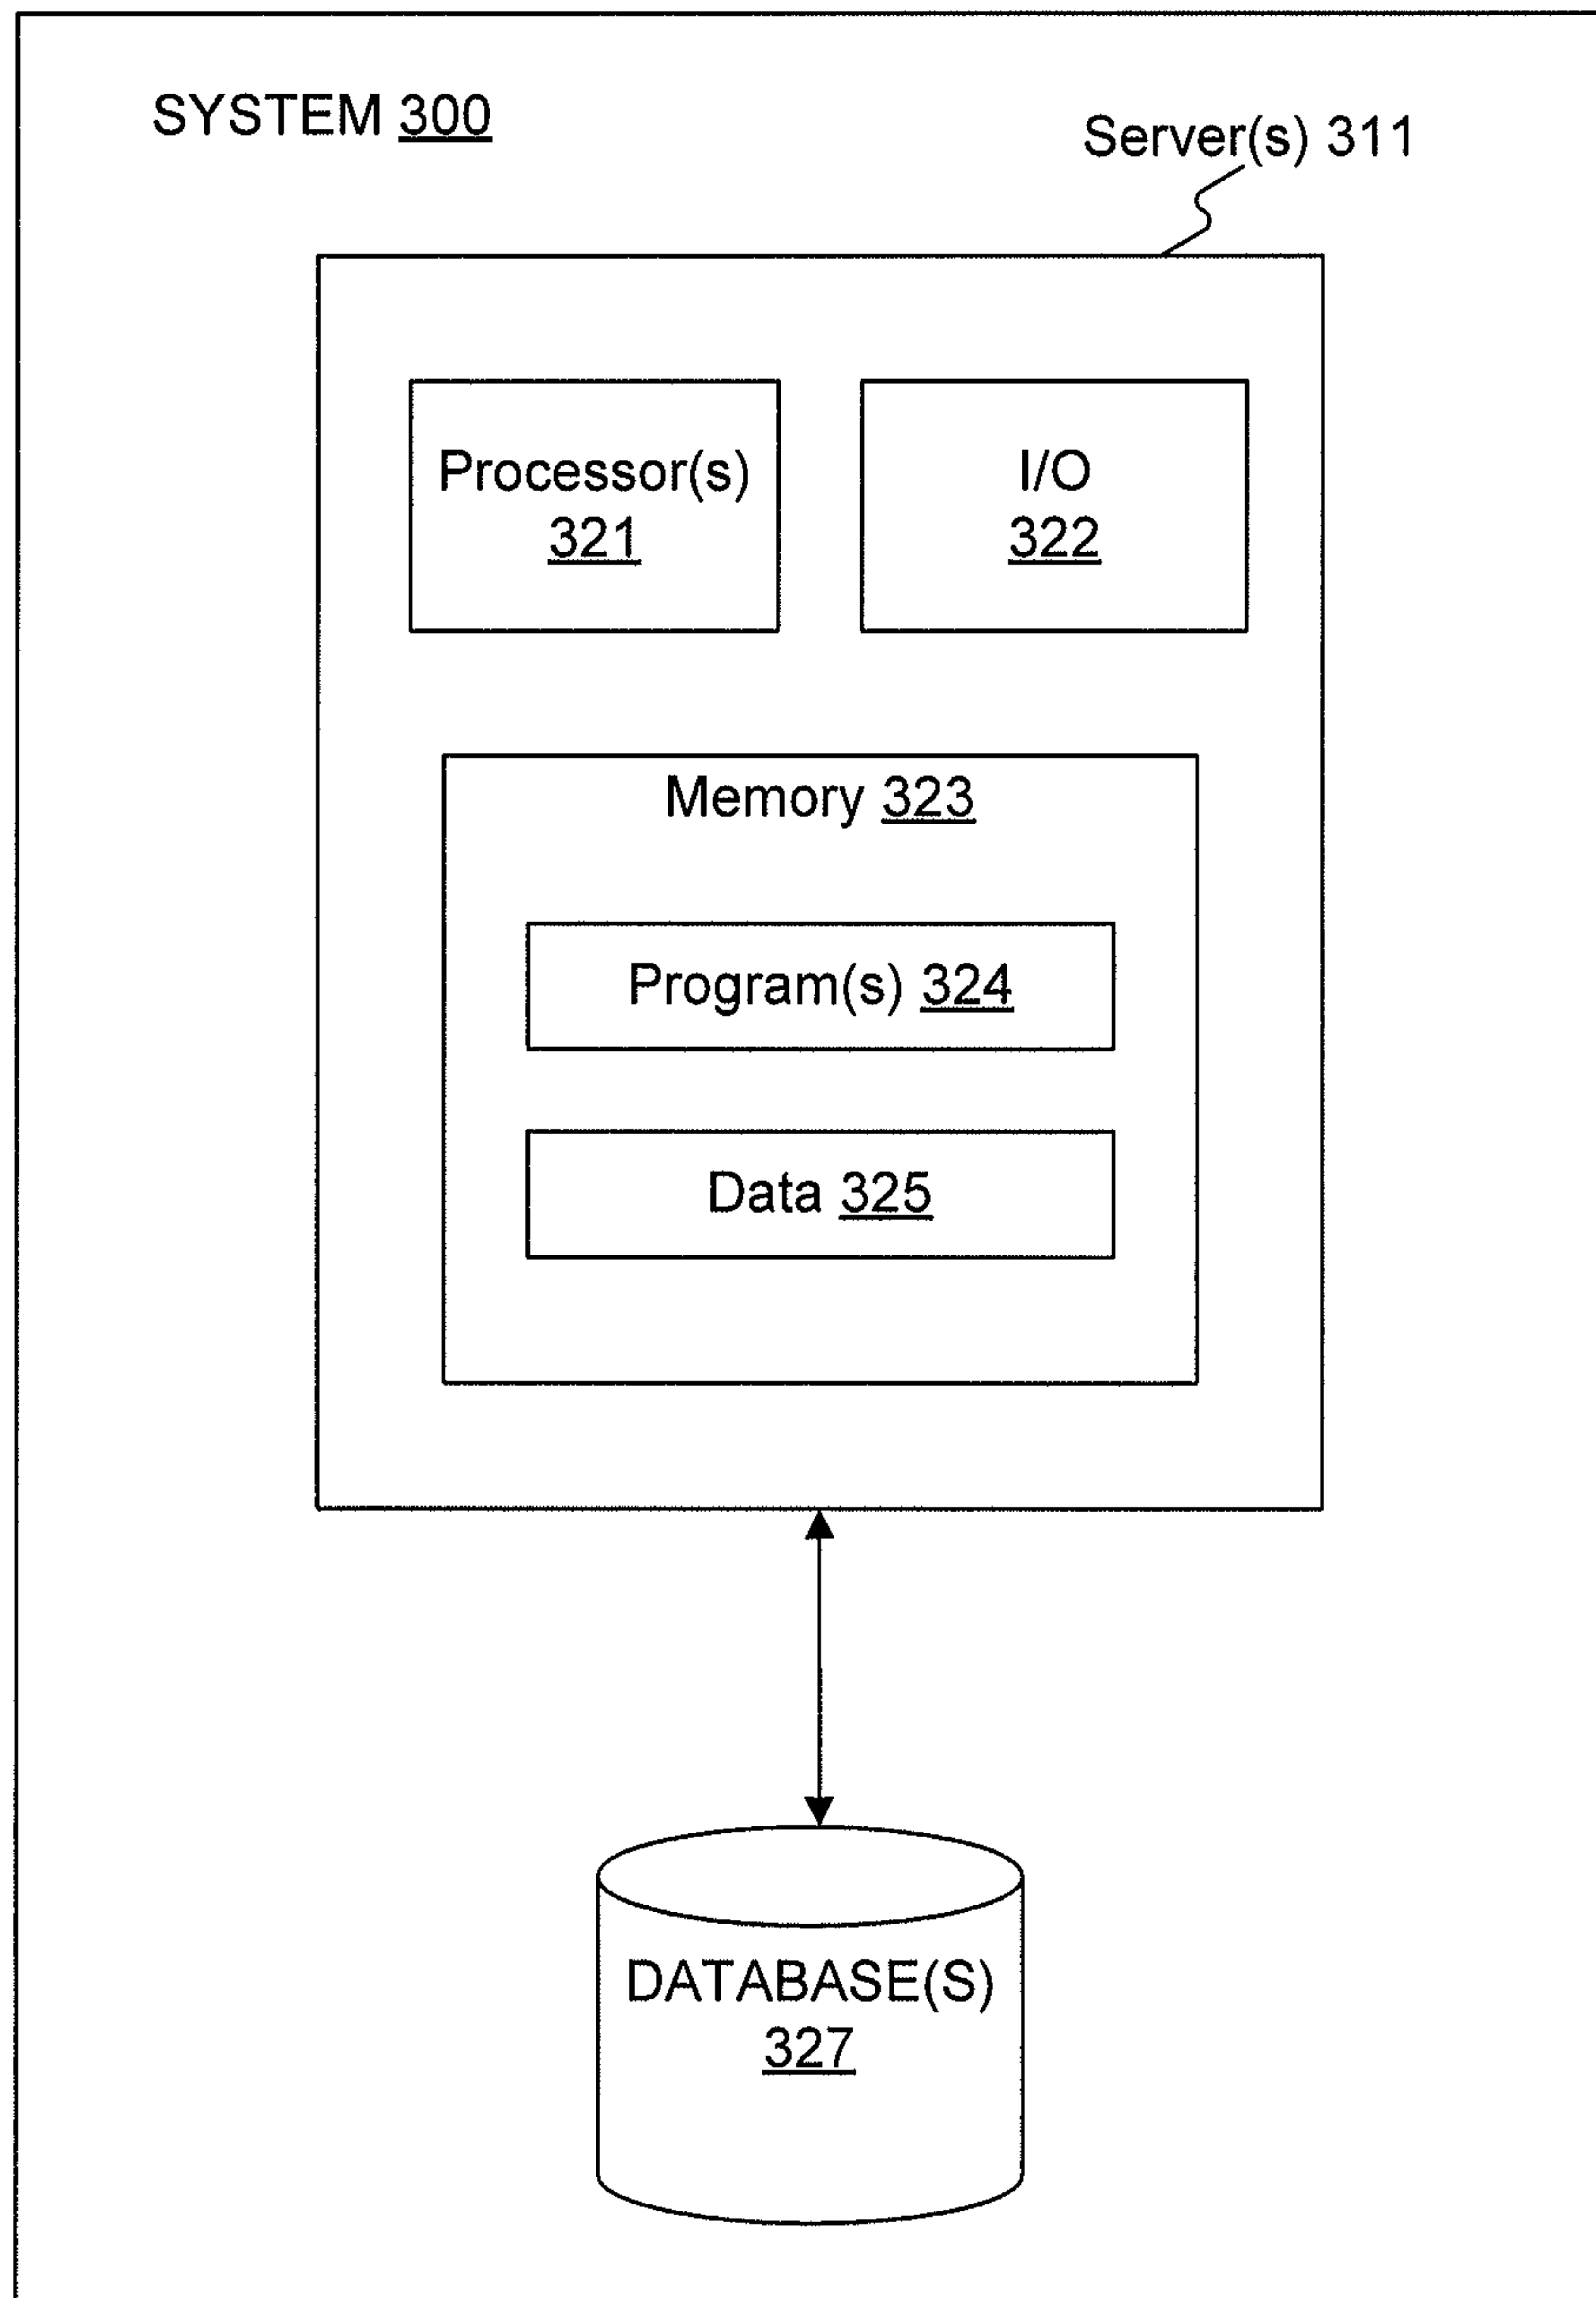 SYSTEM 300
Server(s) 311
Processor(s)
321
I/O
322
Memory 323
Program(s) 324
Data 325
DATABASE(S)
327